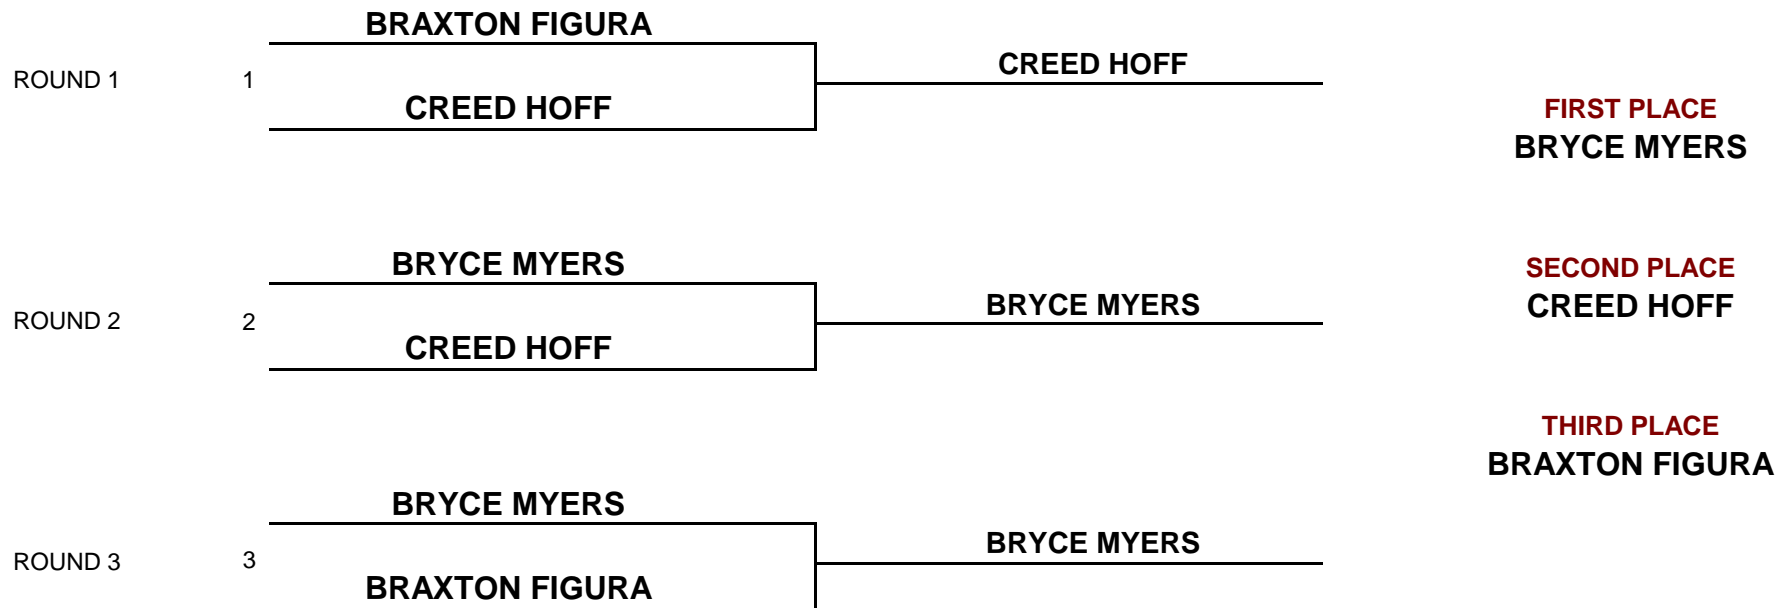 BRAXTON FIGURA
ROUND 1 1 CREED HOFF
CREED HOFF
FIRST PLACE
BRYCE MYERS
BRYCE MYERS
ROUND 2 2 BRYCE MYERS
CREED HOFF
SECOND PLACE
CREED HOFF
THIRD PLACE
BRAXTON FIGURA
BRYCE MYERS
ROUND 3 3 BRYCE MYERS
BRAXTON FIGURA